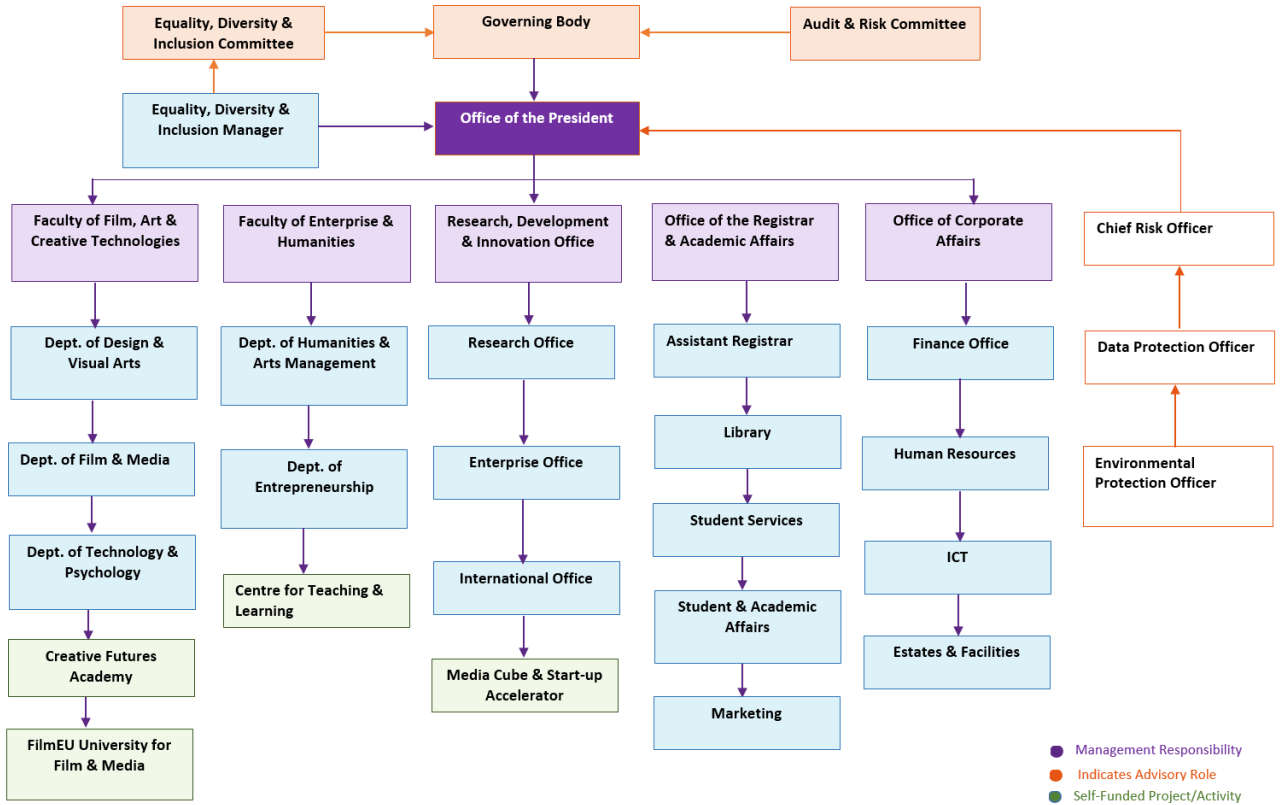 Equality, Diversity &
Inclusion Committee
Governing Body
Audit & Risk Committee
Equality, Diversity &
Inclusion Manager
Office of the President
Faculty of Film, Art &
Creative Technologies
Faculty of Enterprise &
Humanities
Research, Development
& Innovation Office
Office of the Registrar
& Academic Affairs
Office of Corporate
Affairs
Chief Risk Officer
Dept. of Design &
Visual Arts
Dept. of Humanities &
Arts Management
Research Office
Assistant Registrar
Finance Office
Data Protection Officer
Dept. of Film & Media
Dept. of
Entrepreneurship
Enterprise Office
Library
Human Resources
Environmental
Protection Officer
Dept. of Technology &
Psychology
Centre for Teaching &
Learning
International Office
Student Services
ICT
Creative Futures
Academy
Media Cube & Start-up
Accelerator
Student & Academic
Affairs
Estates & Facilities
FilmEU University for
Film & Media
Marketing
Management Responsibility
Indicates Advisory Role
Self-Funded Project/Activity